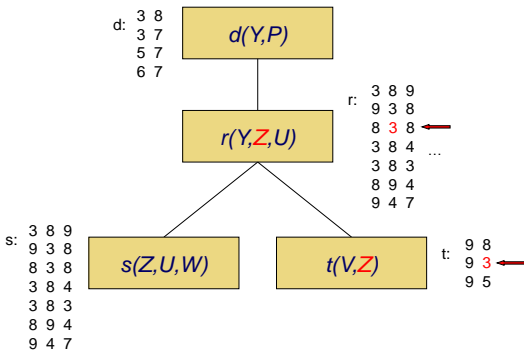 d:
3 8
3 7
5 7
6 7
d(Y,P)
r:
3 8 9
9 3 8
8 3 8
3 8 4
3 8 3
8 9 4
9 4 7
...
r(Y,Z,U)
s:
3 8 9
9 3 8
8 3 8
3 8 4
3 8 3
8 9 4
9 4 7
s(Z,U,W)
t(V,Z)
t:
9 8
9 3
9 5